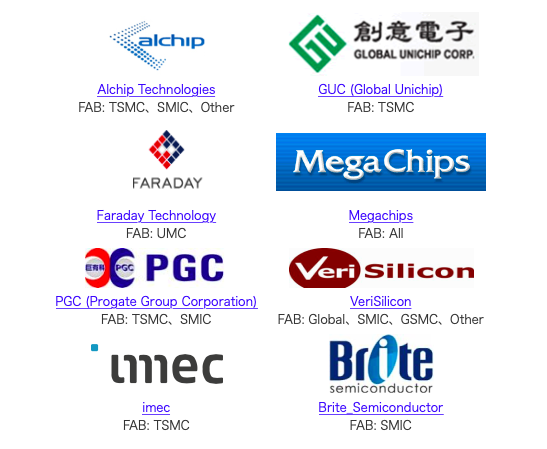 alchip
創意電子
GLOBAL UNICHIP CORP.
Alchip Technologies
GUC (Global Unichip)
FAB: TSMC、SMIC、Other
FAB: TSMC
FARADAY
MegaChips
Faraday Technology
Megachips
FAB: UMC
FAB: All
巨有科 PGC PGC
VeriSilicon
PGC (Progate Group Corporation)
VeriSilicon
FAB: TSMC、SMIC
FAB: Global、SMIC、GSMC、Other
imec
Brite
semiconductor
imec
Brite_Semiconductor
FAB: TSMC
FAB: SMIC